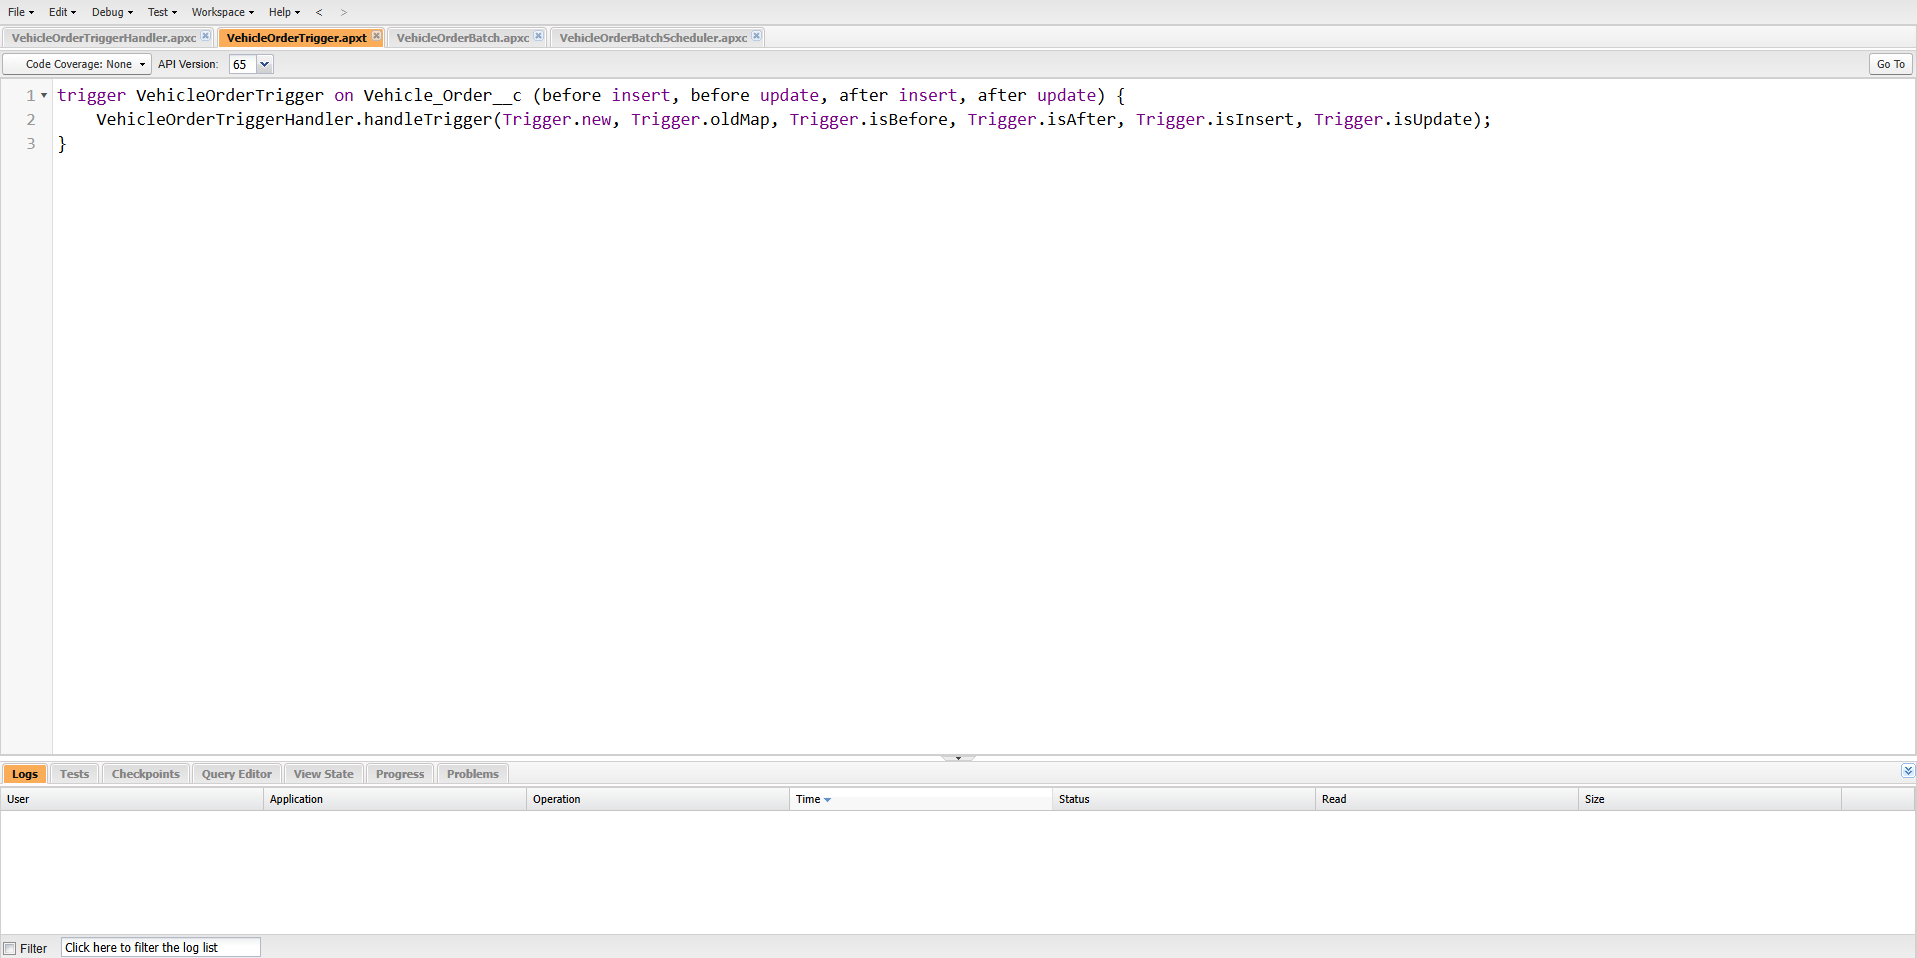 File Edit Debug Test Workspace Help < >
VehicleOrderTriggerHandler.apxc VehicleOrderTrigger.apxt VehicleOrderBatch.apxc VehicleOrderBatchScheduler.apxc
Code Coverage: None API Version: 65 Go To
1 trigger VehicleOrderTrigger on Vehicle_Order__c (before insert, before update, after insert, after update) {
2 VehicleOrderTriggerHandler.handleTrigger(Trigger.new, Trigger.oldMap, Trigger.isBefore, Trigger.isAfter, Trigger.isInsert, Trigger.isUpdate);
3 }
Logs Tests Checkpoints Query Editor View State Progress Problems
User Application Operation Time Status Read Size
Filter Click here to filter the log list